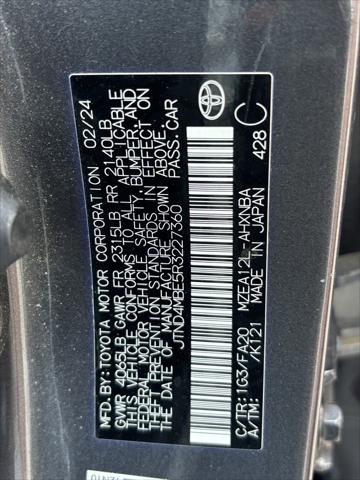 MFD.BY:TOYOTA MOTOR CORPORATION 02/24
GVWR 4065LB GAWR FR 2315LB RR 2140LB
THIS VEHICLE CONFORMS TO ALL APPLICABLE
FEDERAL MOTOR VEHICLE SAFETY, BUMPER, AND
THEFT PREVENTION STANDARDS IN EFFECT
ON THE DATE OF MANUFACTURE SHOWN ABOVE.
JTND4MBE5R3227360 PASS.CAR
C/TR:1G3/FA20 MZEA12L-AHXNBA
A/TM: /K121 MADE IN JAPAN 428 C